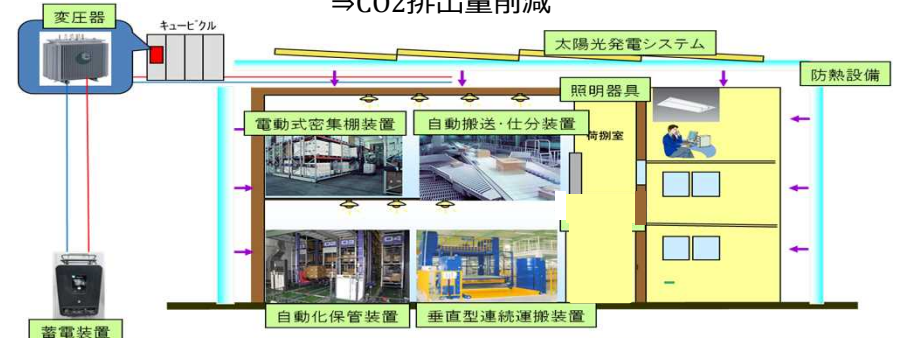 ⇒CO2排出量削減
変圧器
キュービクル
太陽光発電システム
防熱設備
照明器具
電動式密集棚装置
自動搬送・仕分装置
荷捌室
自動化保管装置
垂直型連続運搬装置
蓄電装置